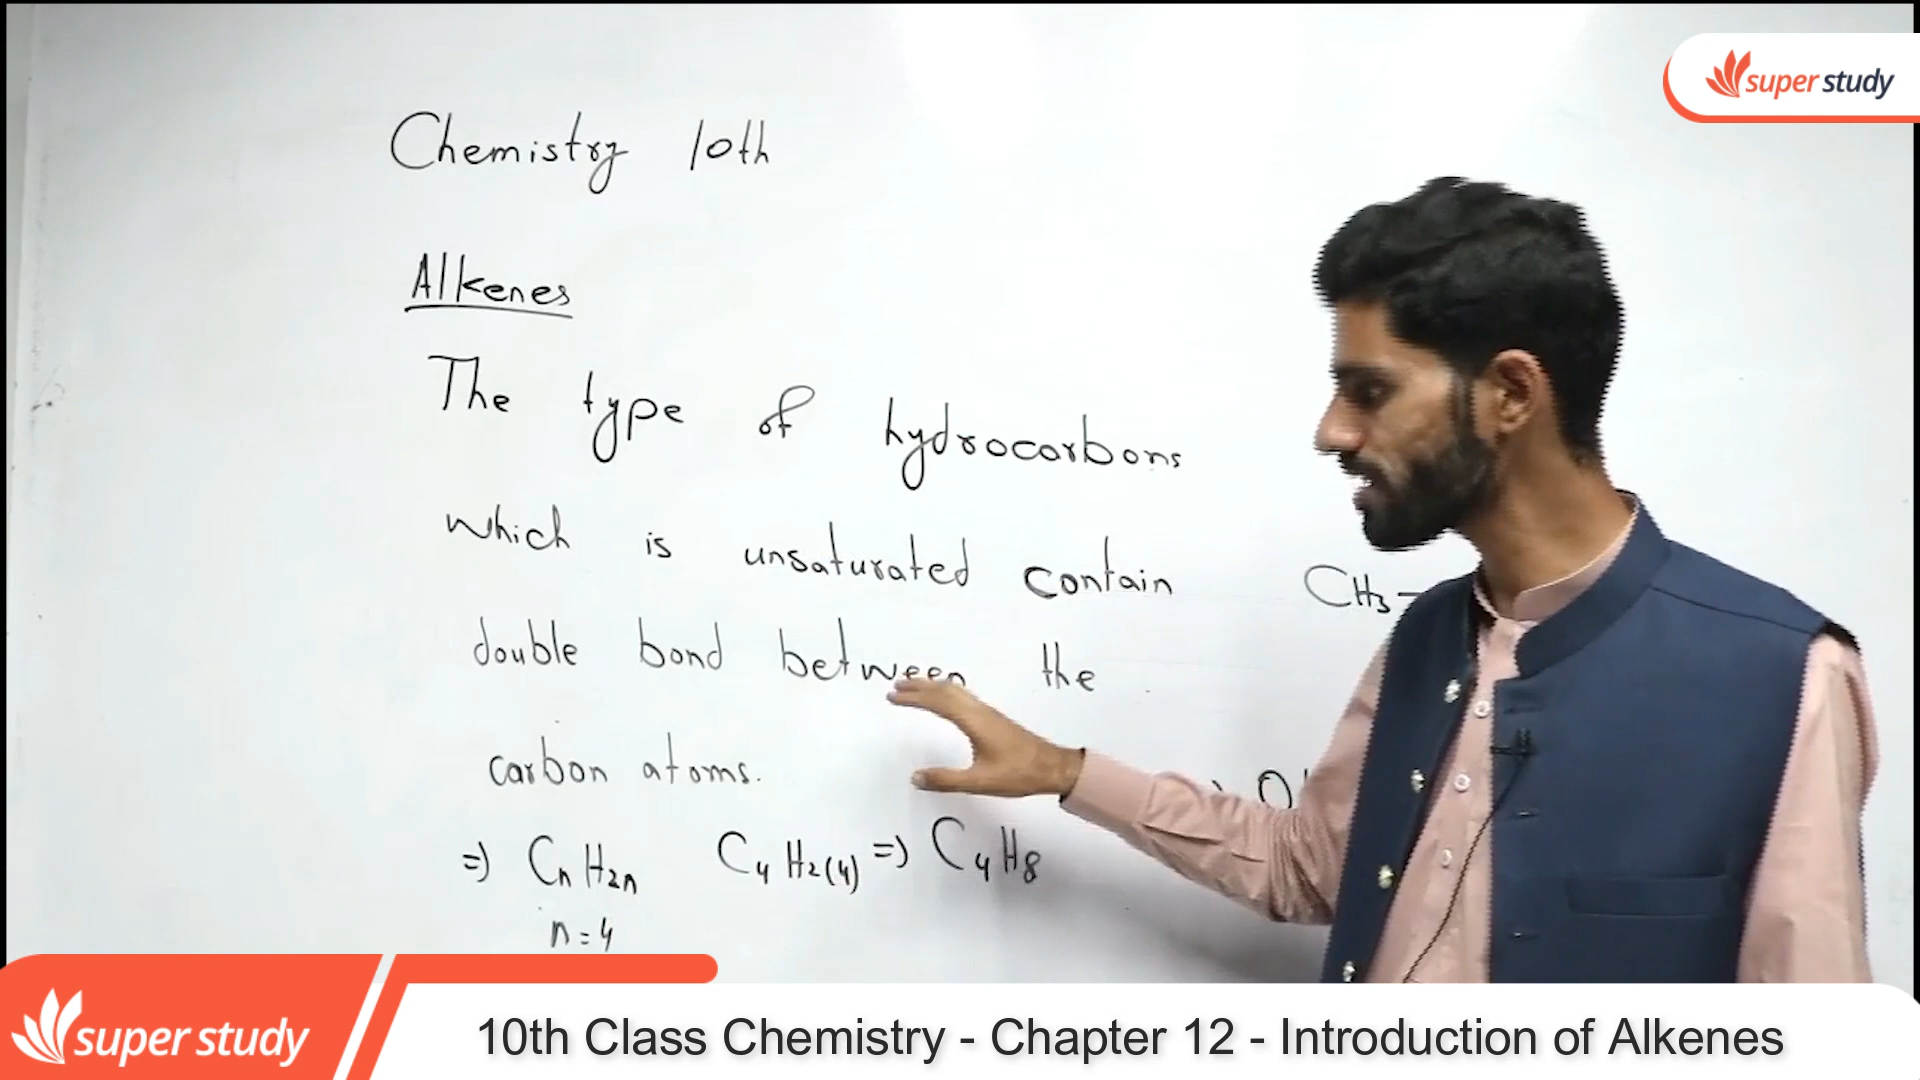 super study
Chemistry 10th
Alkenes
The type of hydrocarbons
which is unsaturated contain
CH3-
double bond between the
carbon atoms.
=) CnH2n C4H2(4) =) C4H8
n=4
super study
10th Class Chemistry - Chapter 12 - Introduction of Alkenes